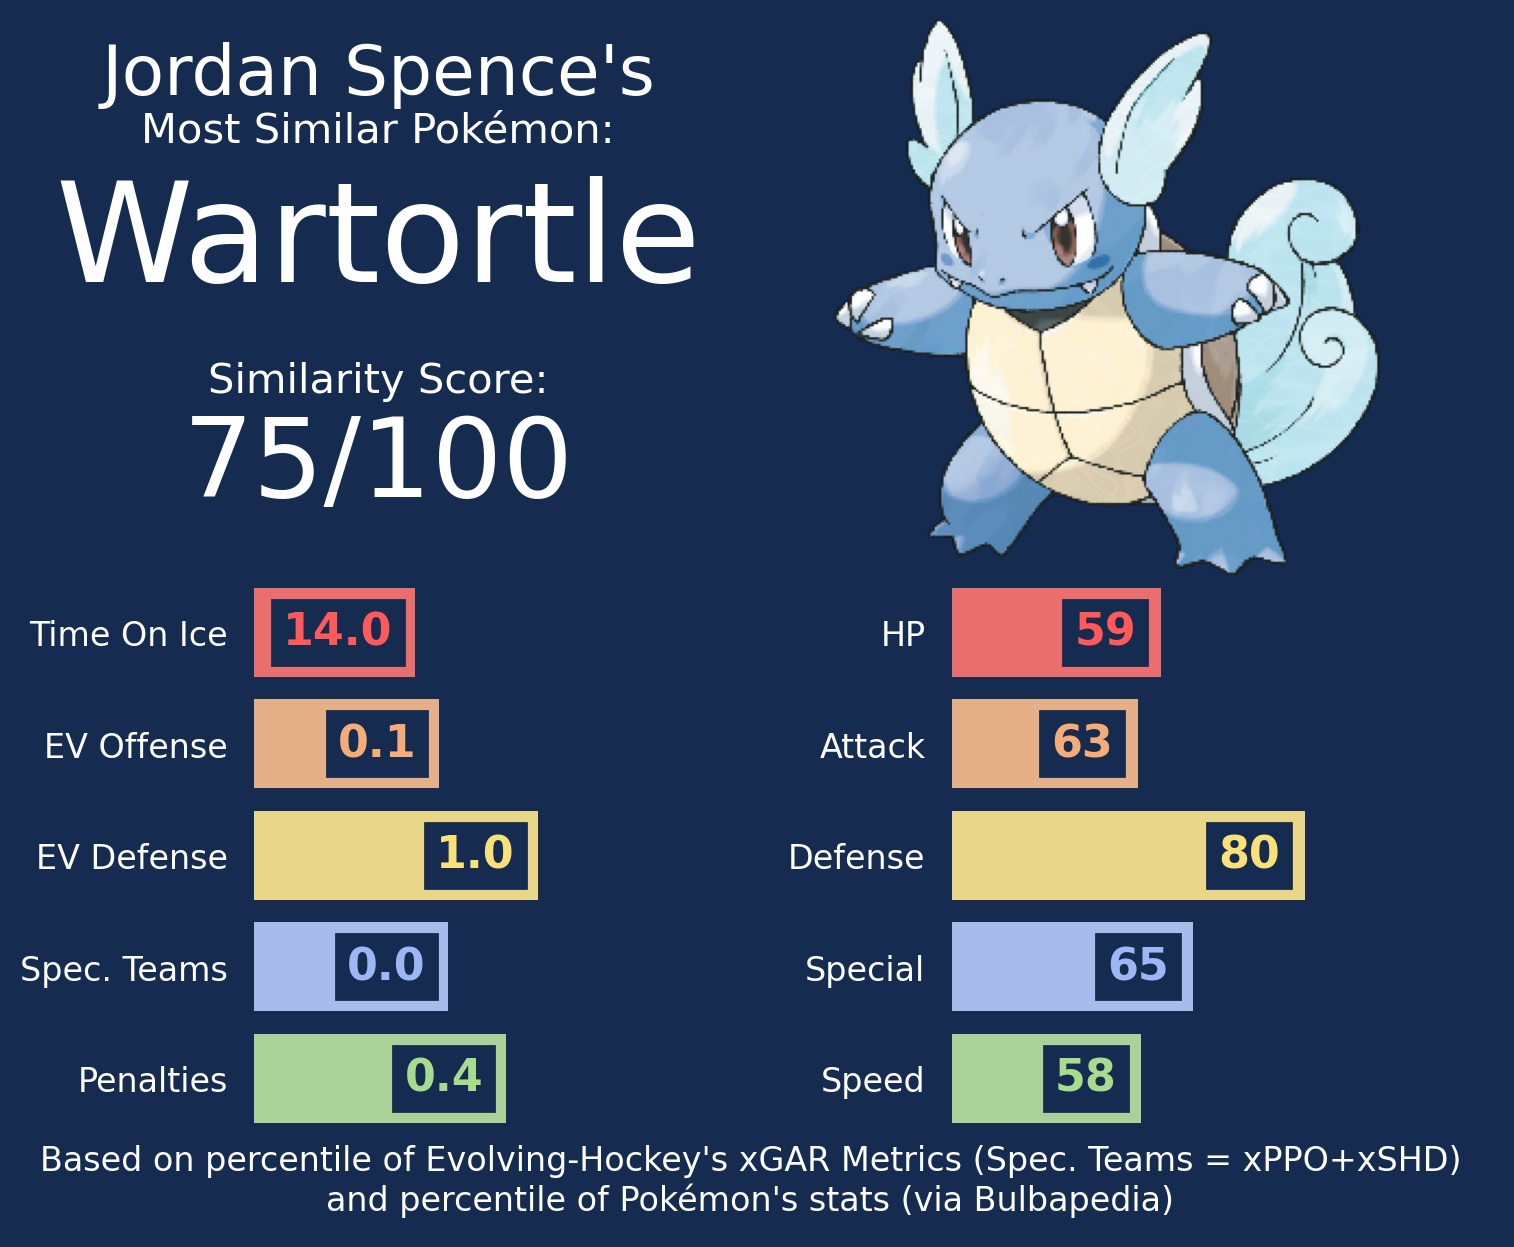 Jordan Spence's
Most Similar Pokémon:
Wartortle
Similarity Score:
75/100
Time On Ice 14.0
EV Offense 0.1
EV Defense 1.0
Spec. Teams 0.0
Penalties 0.4
HP 59
Attack 63
Defense 80
Special 65
Speed 58
Based on percentile of Evolving-Hockey's xGAR Metrics (Spec. Teams = xPPO+xSHD)
and percentile of Pokémon's stats (via Bulbapedia)